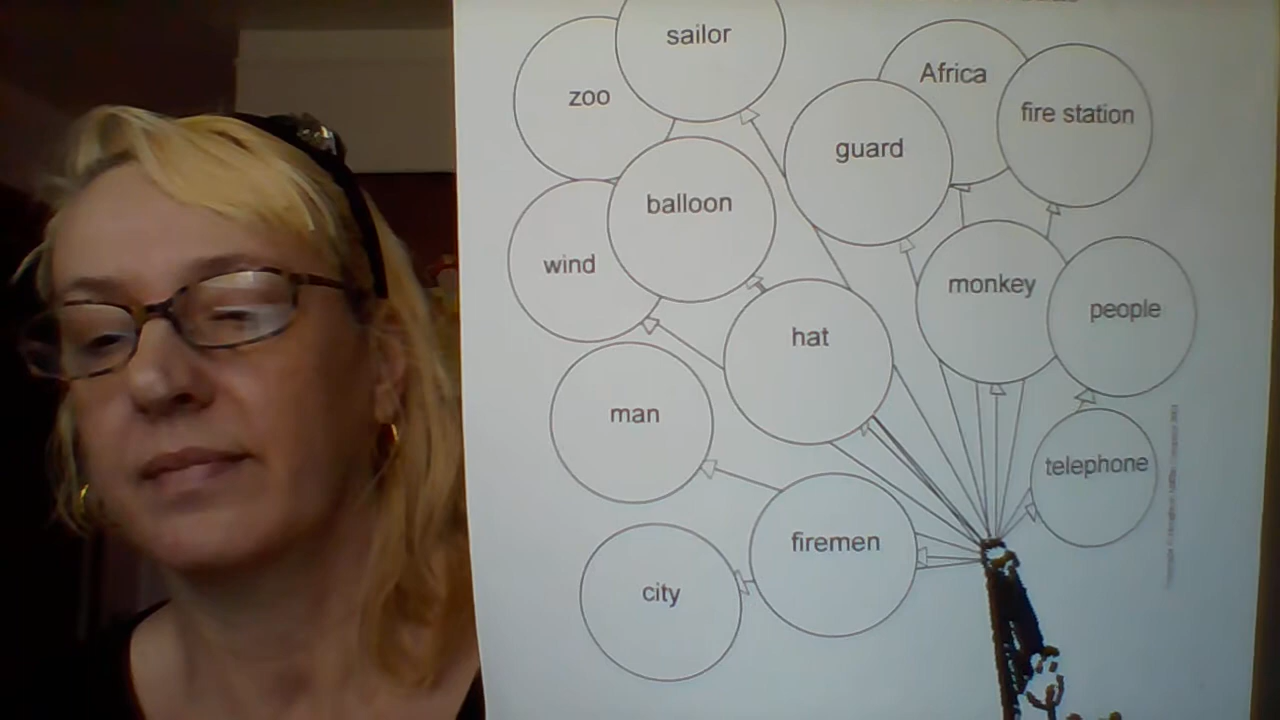 sailor
zoo
Africa
fire station
guard
balloon
wind
monkey
people
hat
man
telephone
firemen
city